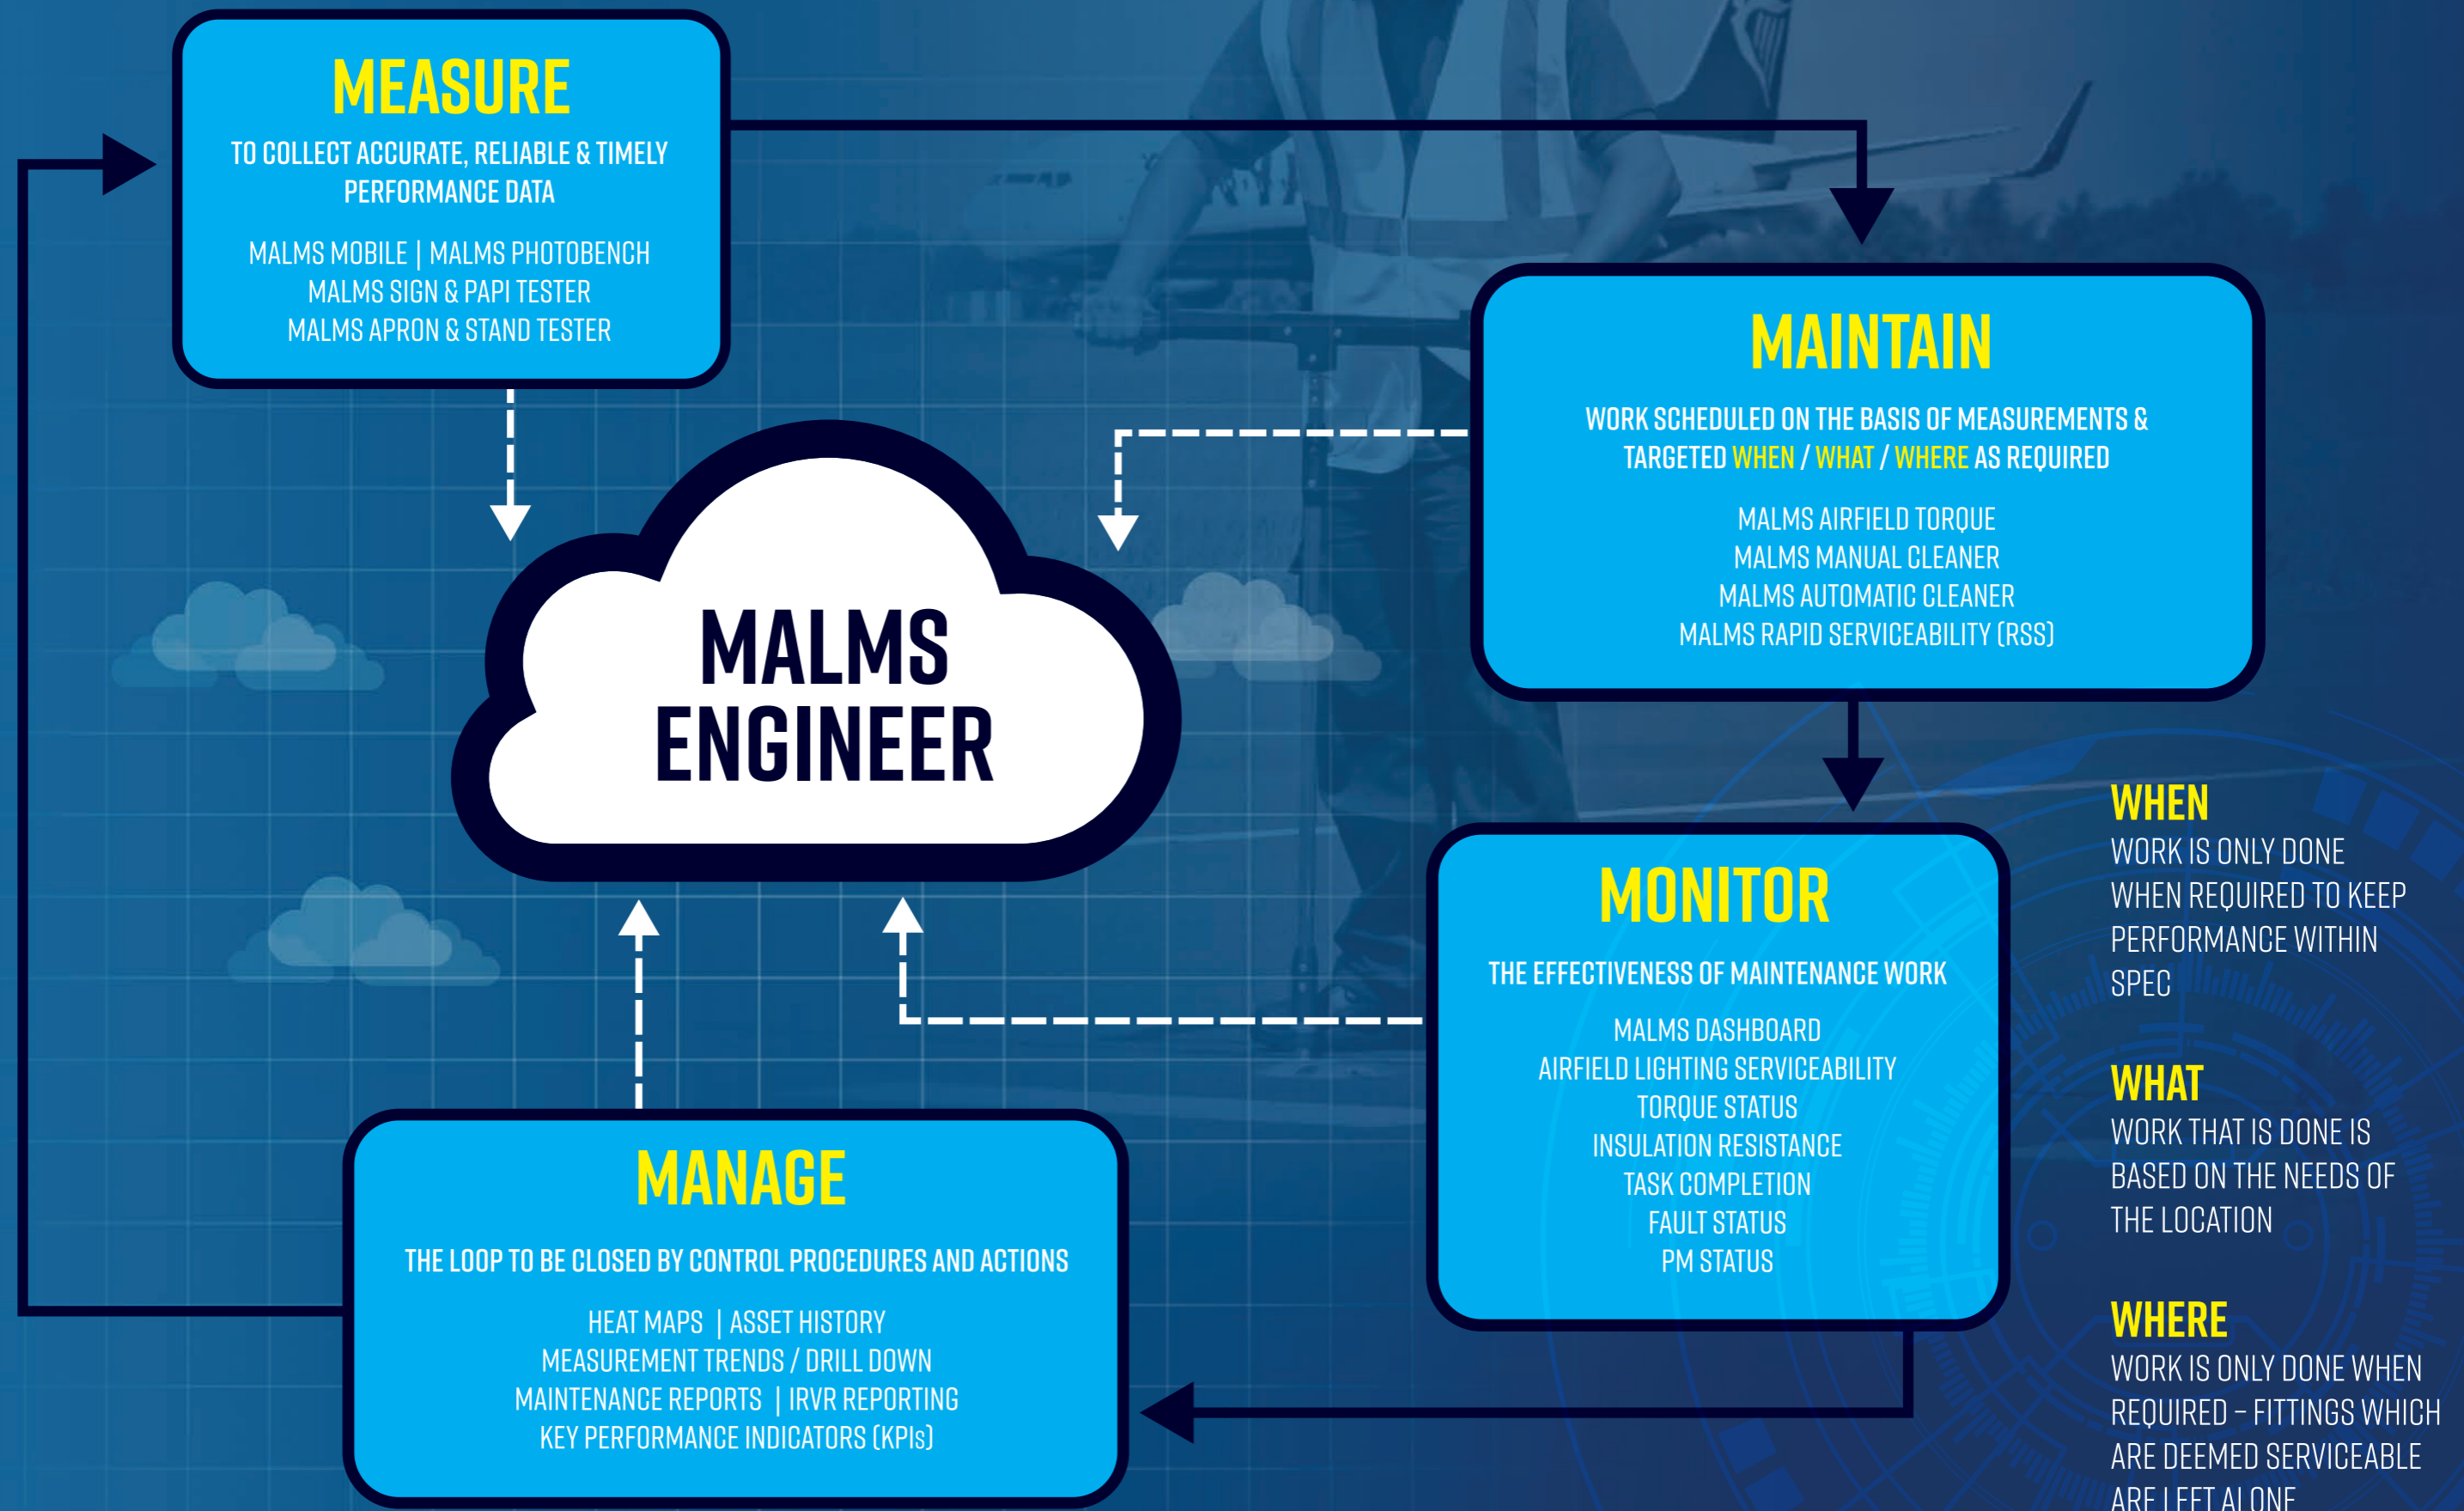 MEASURE
TO COLLECT ACCURATE, RELIABLE & TIMELY
PERFORMANCE DATA
MALMS MOBILE | MALMS PHOTOBENCH
MALMS SIGN & PAPI TESTER
MALMS APRON & STAND TESTER
MAINTAIN
WORK SCHEDULED ON THE BASIS OF MEASUREMENTS &
TARGETED WHEN / WHAT / WHERE AS REQUIRED
MALMS AIRFIELD TORQUE
MALMS MANUAL CLEANER
MALMS AUTOMATIC CLEANER
MALMS RAPID SERVICEABILITY (RSS)
MALMS
ENGINEER
MONITOR
THE EFFECTIVENESS OF MAINTENANCE WORK
MALMS DASHBOARD
AIRFIELD LIGHTING SERVICEABILITY
TORQUE STATUS
INSULATION RESISTANCE
TASK COMPLETION
FAULT STATUS
PM STATUS
MANAGE
THE LOOP TO BE CLOSED BY CONTROL PROCEDURES AND ACTIONS
HEAT MAPS | ASSET HISTORY
MEASUREMENT TRENDS / DRILL DOWN
MAINTENANCE REPORTS | IRVR REPORTING
KEY PERFORMANCE INDICATORS (KPIs)
WHEN
WORK IS ONLY DONE
WHEN REQUIRED TO KEEP
PERFORMANCE WITHIN
SPEC
WHAT
WORK THAT IS DONE IS
BASED ON THE NEEDS OF
THE LOCATION
WHERE
WORK IS ONLY DONE WHEN
REQUIRED – FITTINGS WHICH
ARE DEEMED SERVICEABLE
ARE LEFT ALONE